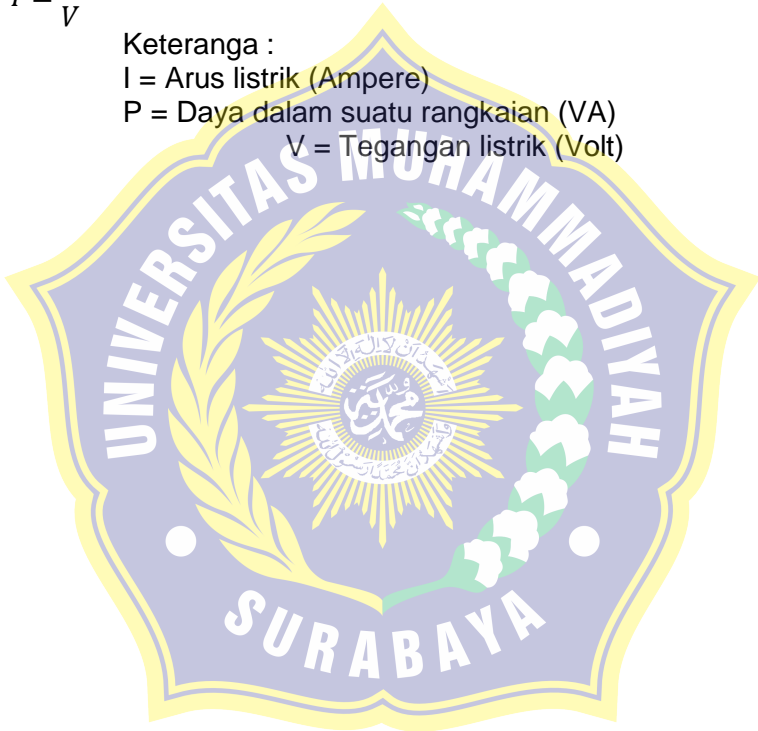 V
Keteranga :
I = Arus listrik (Ampere)
P = Daya dalam suatu rangkaian (VA)
V = Tegangan listrik (Volt)
UNIVERSITAS MUHAMMADIYAH
SURABAYA